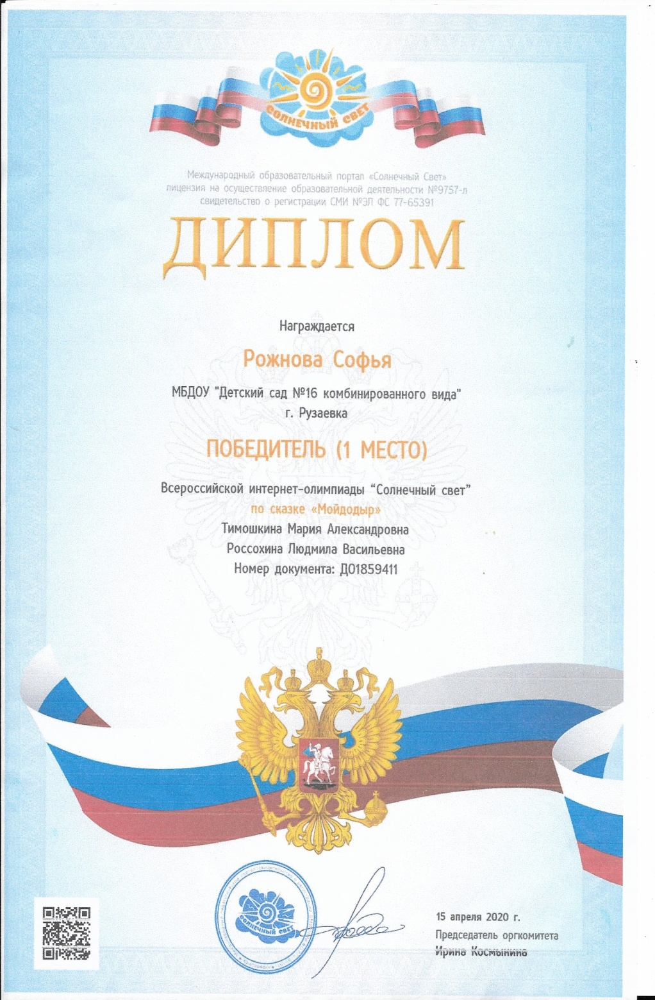 СОЛНЕЧНЫЙ СВЕТ
Международный образовательный портал «Солнечный Свет»
лицензия на осуществление образовательной деятельности №9757-л
свидетельство о регистрации СМИ №ЭЛ ФС 77-65391
ДИПЛОМ
Награждается
Рожнова Софья
МБДОУ "Детский сад №16 комбинированного вида"
г. Рузаевка
ПОБЕДИТЕЛЬ (1 МЕСТО)
Всероссийской интернет-олимпиады “Солнечный свет”
по сказке «Мойдодыр»
Тимошкина Мария Александровна
Россохина Людмила Васильевна
Номер документа: ДО1859411
СОЛНЕЧНЫЙ СВЕТ
15 апреля 2020 г.
Председатель оргкомитета
Ирина Космынина